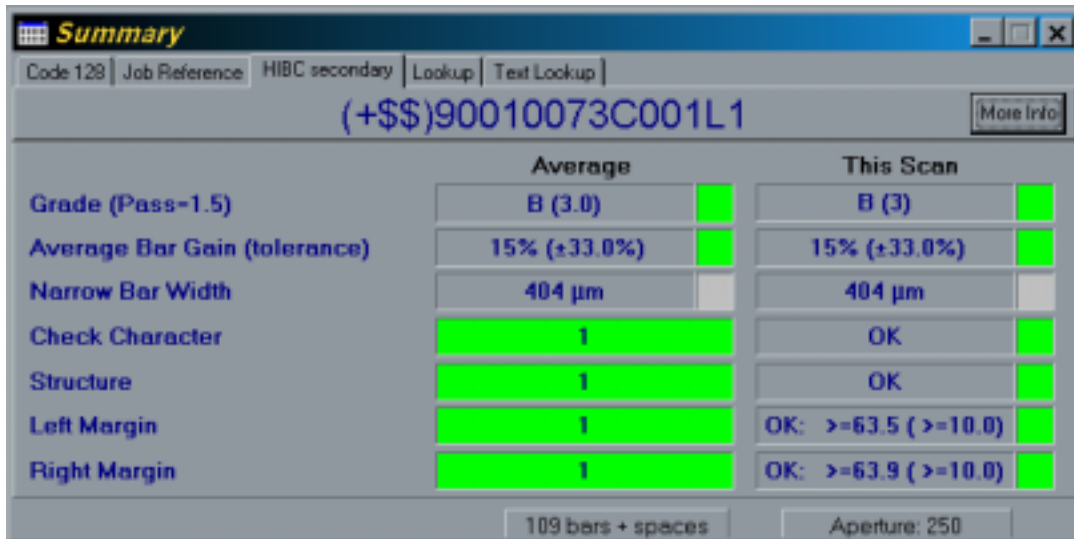 Summary
Code 128 Job Reference HIBC secondary Lookup Text Lookup
(+$$)90010073C001L1 More Info
Average This Scan
Grade (Pass=1.5) B (3.0) B (3)
Average Bar Gain (tolerance) 15% (±33.0%) 15% (±33.0%)
Narrow Bar Width 404 µm 404 µm
Check Character 1 OK
Structure 1 OK
Left Margin 1 OK: >=63.5 ( >=10.0)
Right Margin 1 OK: >=63.9 ( >=10.0)
109 bars + spaces Aperture: 250